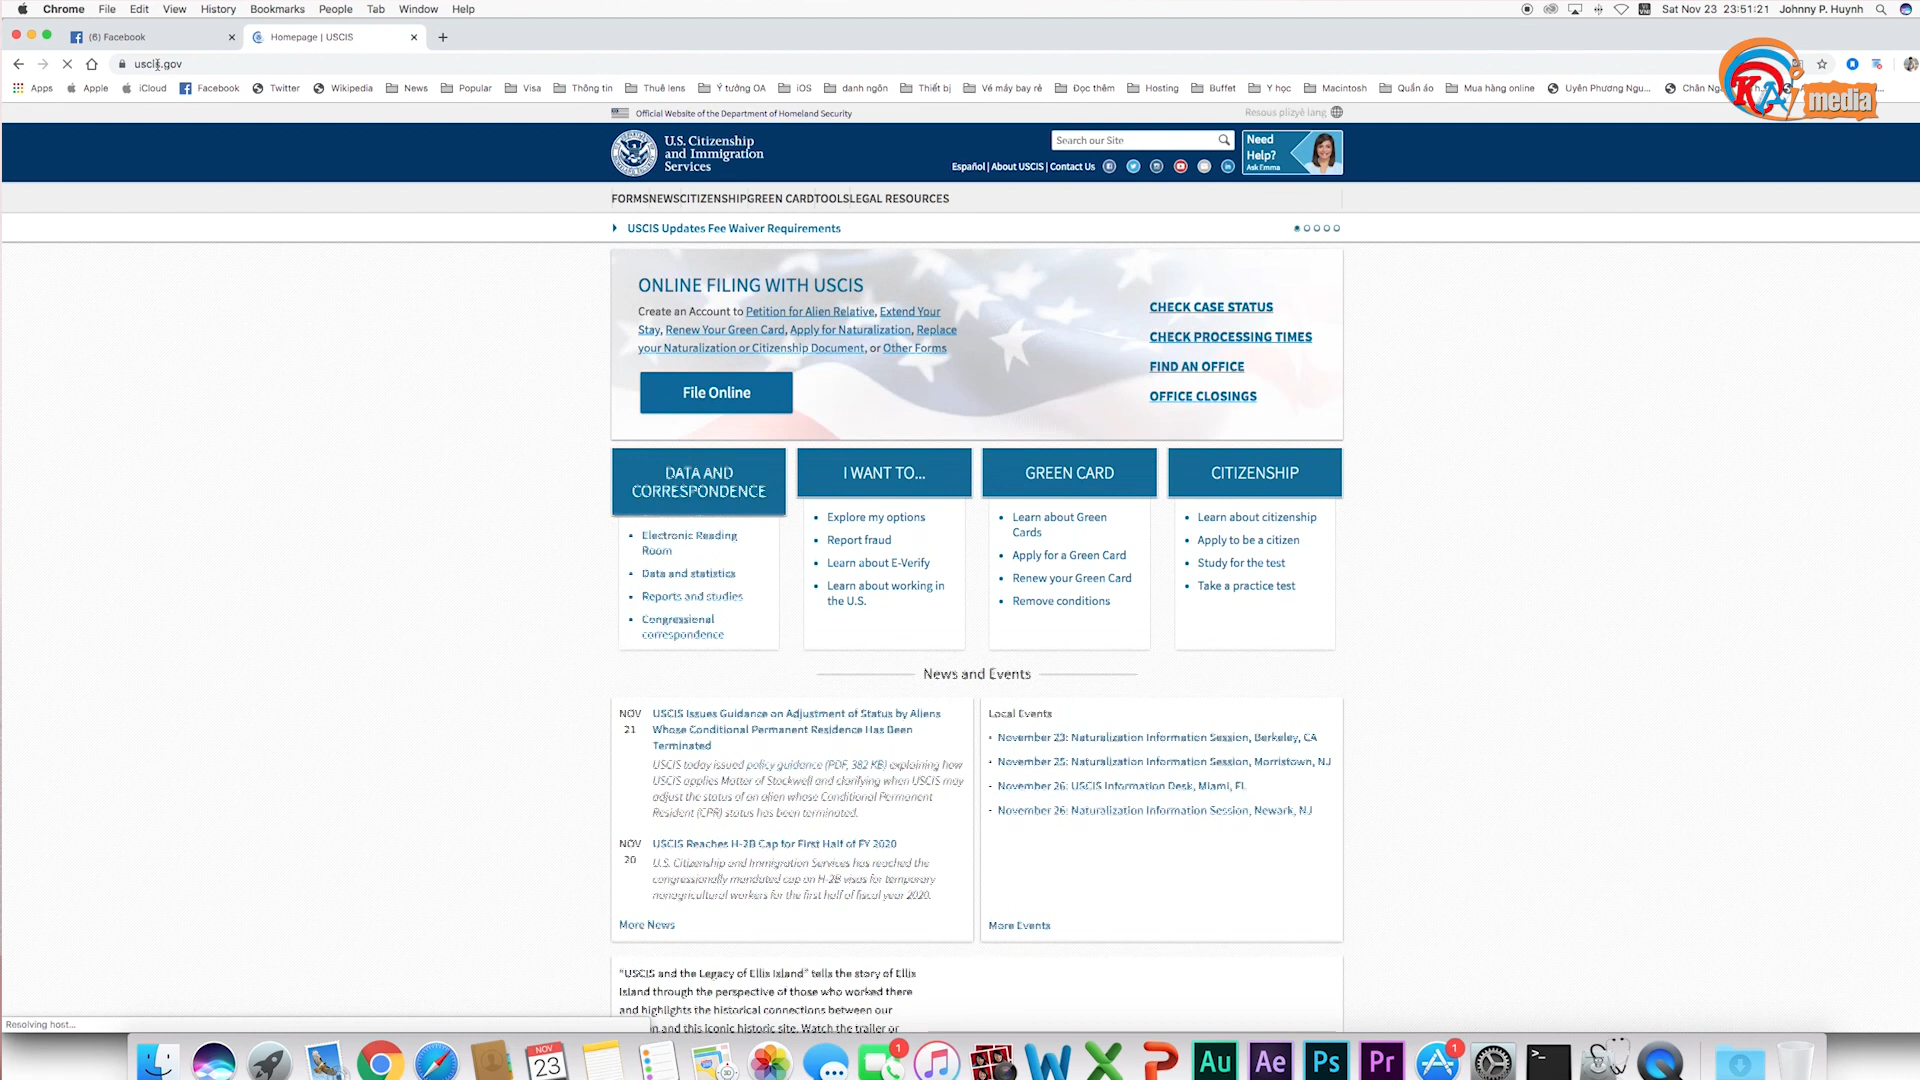 Chrome File Edit View History Bookmarks People Tab Window Help
Sat Nov 23 23:51:21 Johnny P. Huynh
(6) Facebook
Homepage | USCIS
uscis.gov
Apps Apple iCloud Facebook Twitter Wikipedia News Popular Visa Thông tin Thuê lens Ý tưởng OA iOS danh ngôn Thiết bị Vé máy bay rẻ Đọc thêm Hosting Buffet Y học Macintosh Quần áo Mua hàng online Uyên Phương Ngu...
KAI media
Official Website of the Department of Homeland Security
Resous plizyè lang
U.S. Citizenship
and Immigration
Services
Search our Site
Español | About USCIS | Contact Us
Need
Help?
Ask Emma
FORMSNEWSCITIZENSHIPGREEN CARDTOOLSLEGAL RESOURCES
USCIS Updates Fee Waiver Requirements
ONLINE FILING WITH USCIS
Create an Account to Petition for Alien Relative, Extend Your
Stay, Renew Your Green Card, Apply for Naturalization, Replace
your Naturalization or Citizenship Document, or Other Forms
File Online
CHECK CASE STATUS
CHECK PROCESSING TIMES
FIND AN OFFICE
OFFICE CLOSINGS
DATA AND
CORRESPONDENCE
Electronic Reading
Room
Data and statistics
Reports and studies
Congressional
correspondence
I WANT TO...
Explore my options
Report fraud
Learn about E-Verify
Learn about working in
the U.S.
GREEN CARD
Learn about Green
Cards
Apply for a Green Card
Renew your Green Card
Remove conditions
CITIZENSHIP
Learn about citizenship
Apply to be a citizen
Study for the test
Take a practice test
News and Events
NOV
21
USCIS Issues Guidance on Adjustment of Status by Aliens
Whose Conditional Permanent Residence Has Been
Terminated
USCIS today issued policy guidance (PDF, 382 KB) explaining how
USCIS applies Matter of Stockwell and clarifying when USCIS may
adjust the status of an alien whose Conditional Permanent
Resident (CPR) status has been terminated.
NOV
20
USCIS Reaches H-2B Cap for First Half of FY 2020
U.S. Citizenship and Immigration Services has reached the
congressionally mandated cap on H-2B visas for temporary
nonagricultural workers for the first half of fiscal year 2020.
More News
Local Events
November 23: Naturalization Information Session, Berkeley, CA
November 25: Naturalization Information Session, Morristown, NJ
November 26: USCIS Information Desk, Miami, FL
November 26: Naturalization Information Session, Newark, NJ
More Events
"USCIS and the Legacy of Ellis Island" tells the story of Ellis
Island through the perspective of those who worked there
and highlights the historical connections between our
and this iconic historic site. Watch the trailer or
Resolving host...
NOV
23
1
Au Ae Ps Pr
1